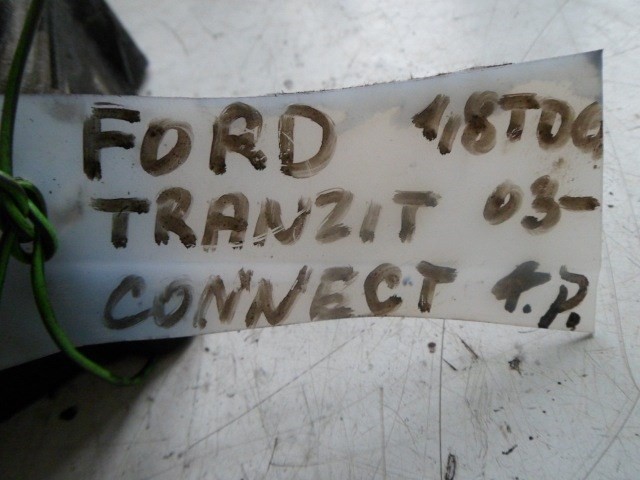 FORD 1,8TDCi
TRANZIT 03-
CONNECT т.р.